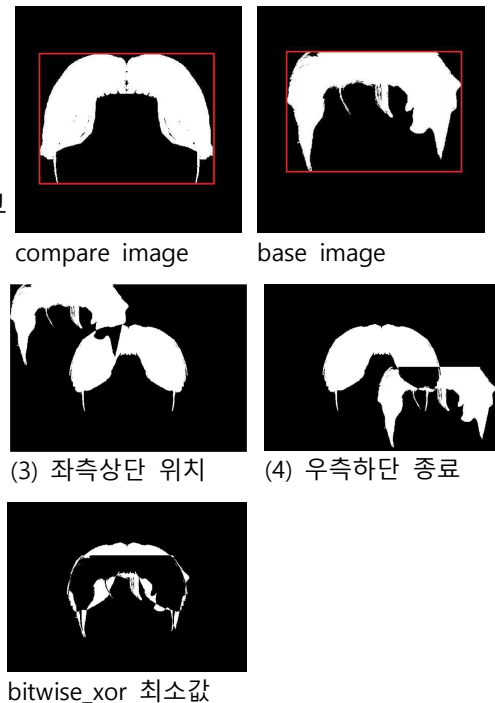 compare image
base image
(3) 좌측상단 위치
(4) 우측하단 종료
bitwise_xor 최소값